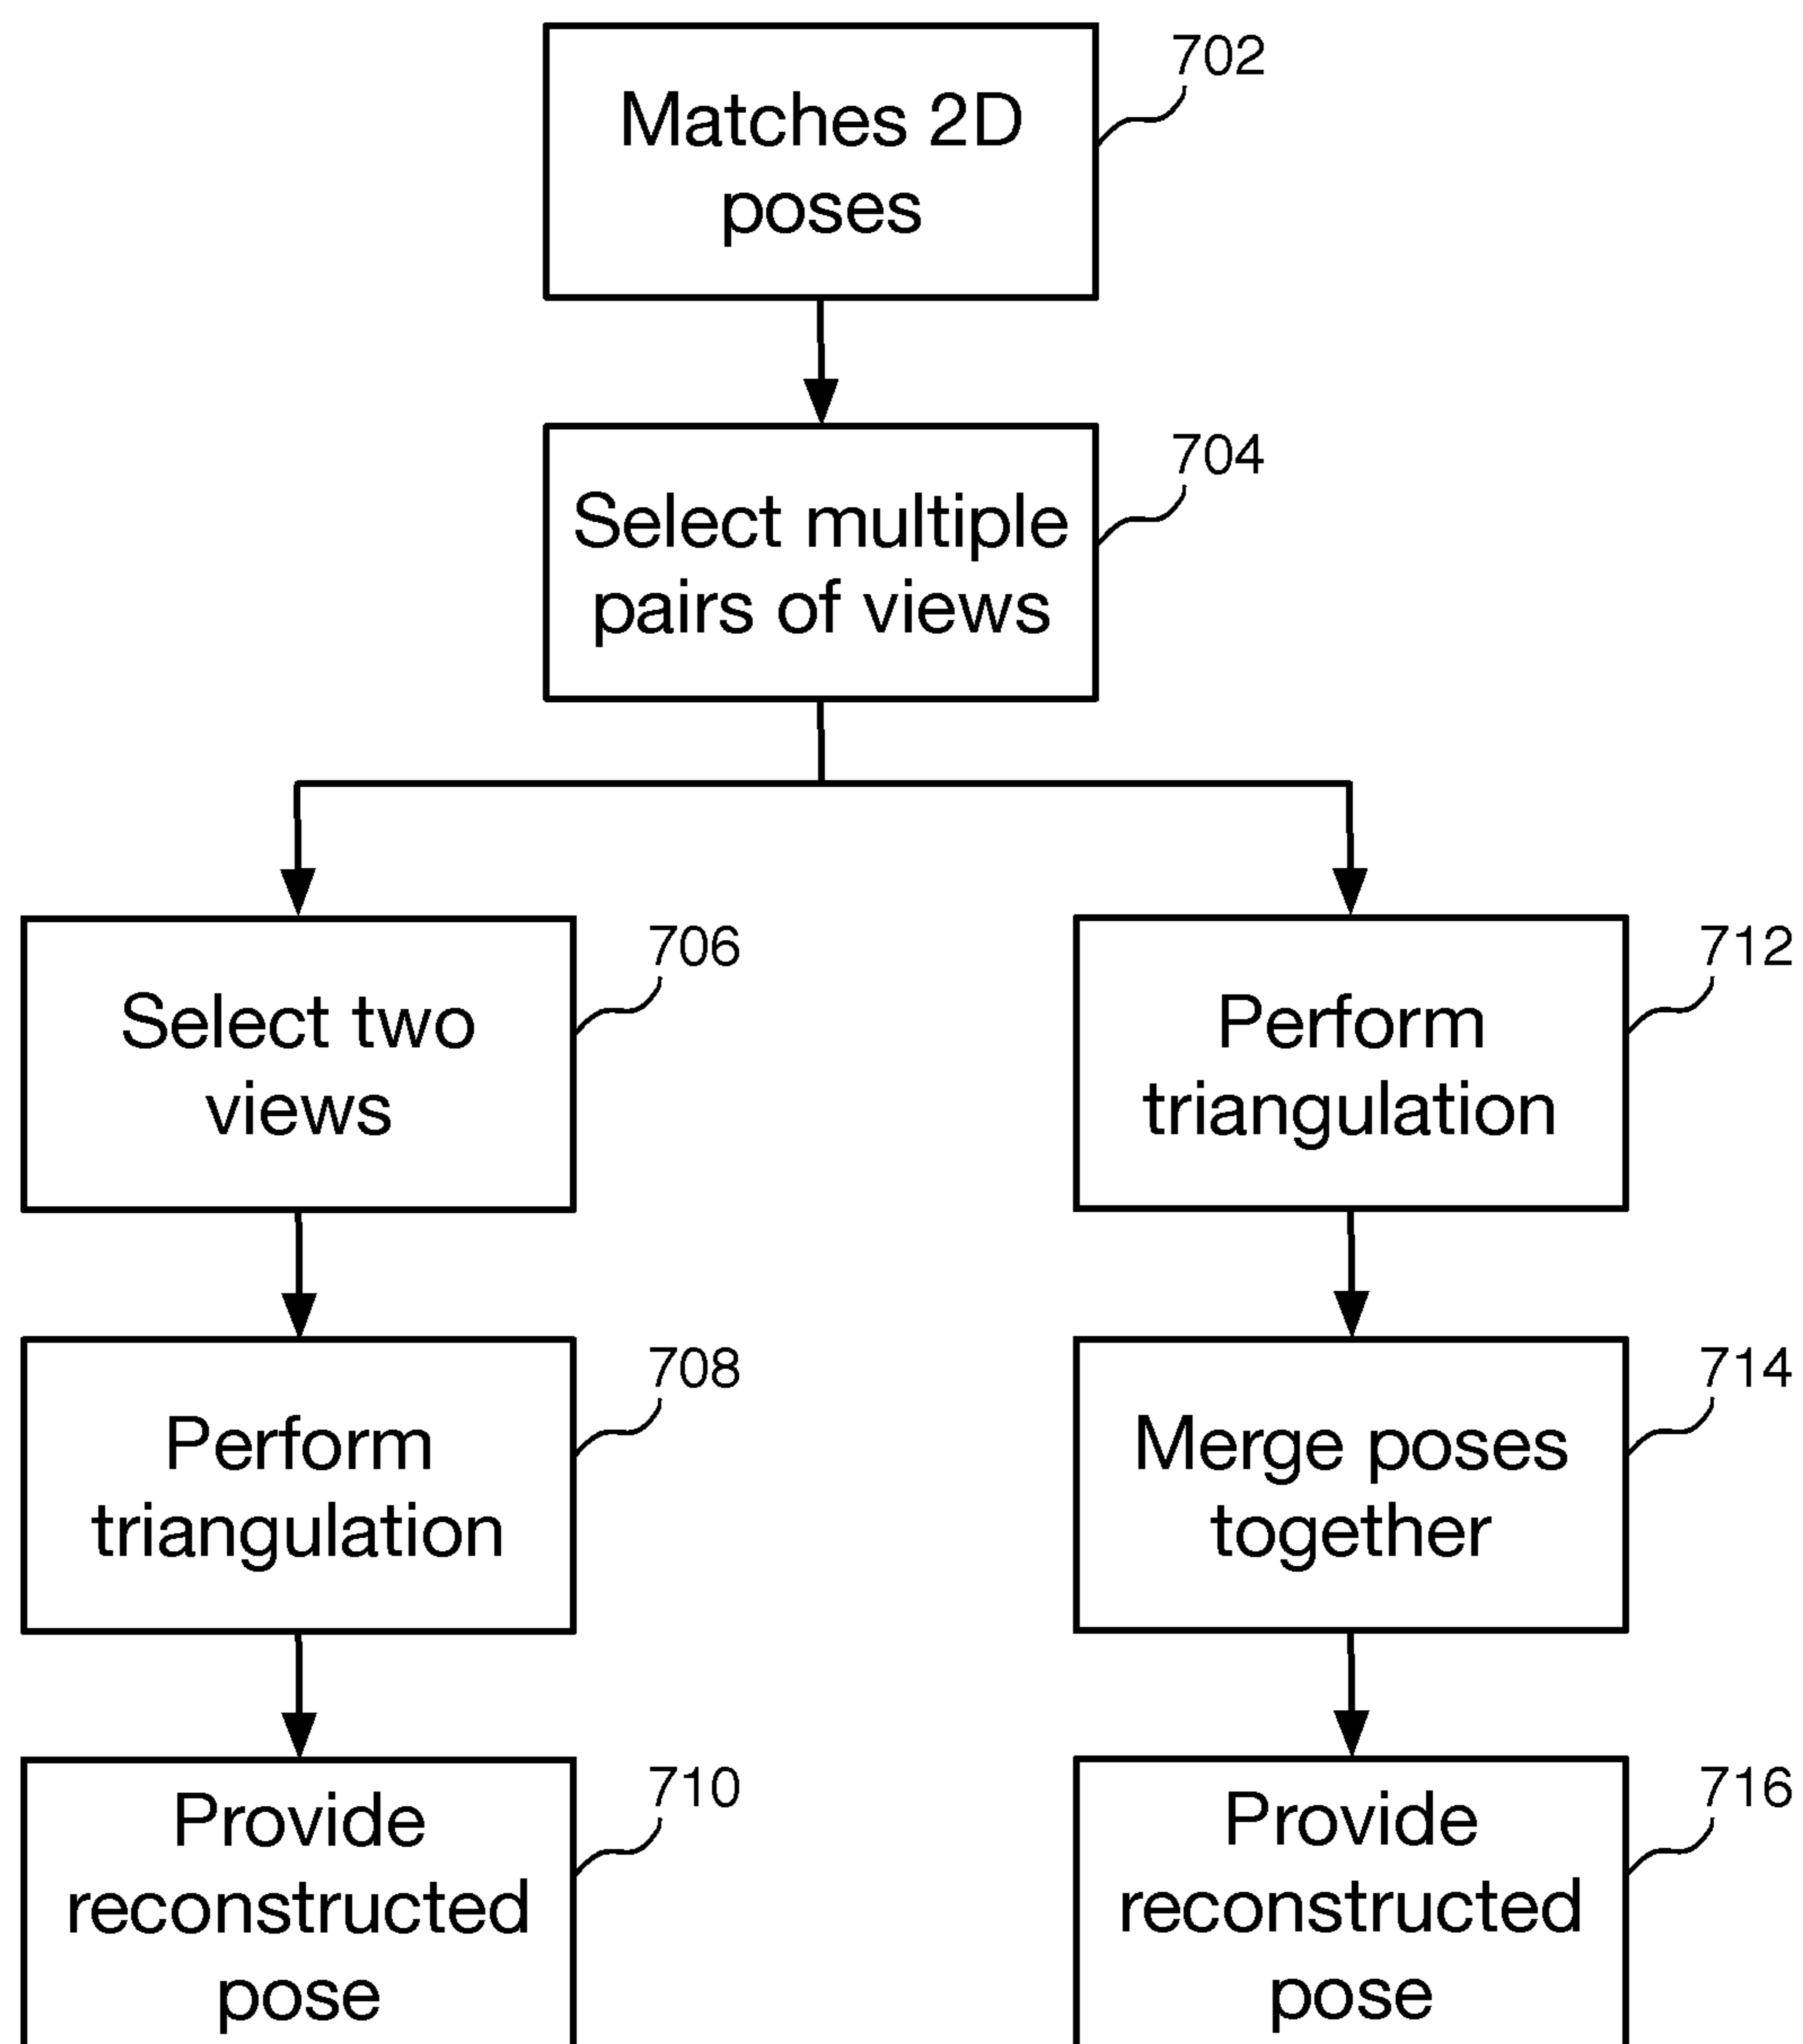 702
Matches 2D
poses
704
Select multiple
pairs of views
706
Select two
views
712
Perform
triangulation
708
Perform
triangulation
714
Merge poses
together
710
Provide
reconstructed
pose
716
Provide
reconstructed
pose